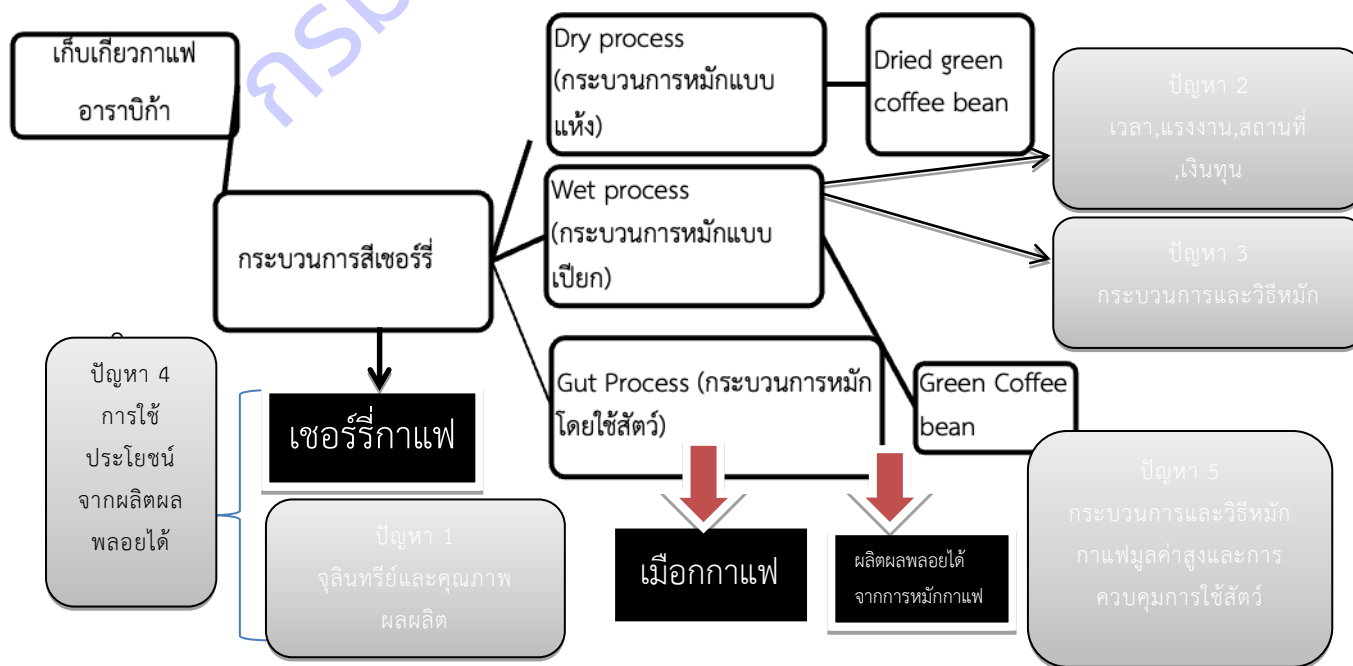 เก็บเกี่ยวกาแฟ
อาราบิก้า
กระบวนการสีเชอร์รี่
Dry process
(กระบวนการหมักแบบ
แห้ง)
Dried green
coffee bean
ปัญหา 2
เวลา,แรงงาน,สถานที่
,เงินทุน
Wet process
(กระบวนการหมักแบบ
เปียก)
ปัญหา 3
กระบวนการและวิธีหมัก
Gut Process (กระบวนการหมัก
โดยใช้สัตว์)
Green Coffee
bean
ปัญหา 4
การใช้
ประโยชน์
จากผลิตผล
พลอยได้
เชอร์รี่กาแฟ
ปัญหา 1
จุลินทรีย์และคุณภาพ
ผลผลิต
เมือกกาแฟ
ผลิตผลพลอยได้
จากการหมักกาแฟ
ปัญหา 5
กระบวนการและวิธีหมัก
กาแฟมูลค่าสูงและการ
ควบคุมการใช้สัตว์